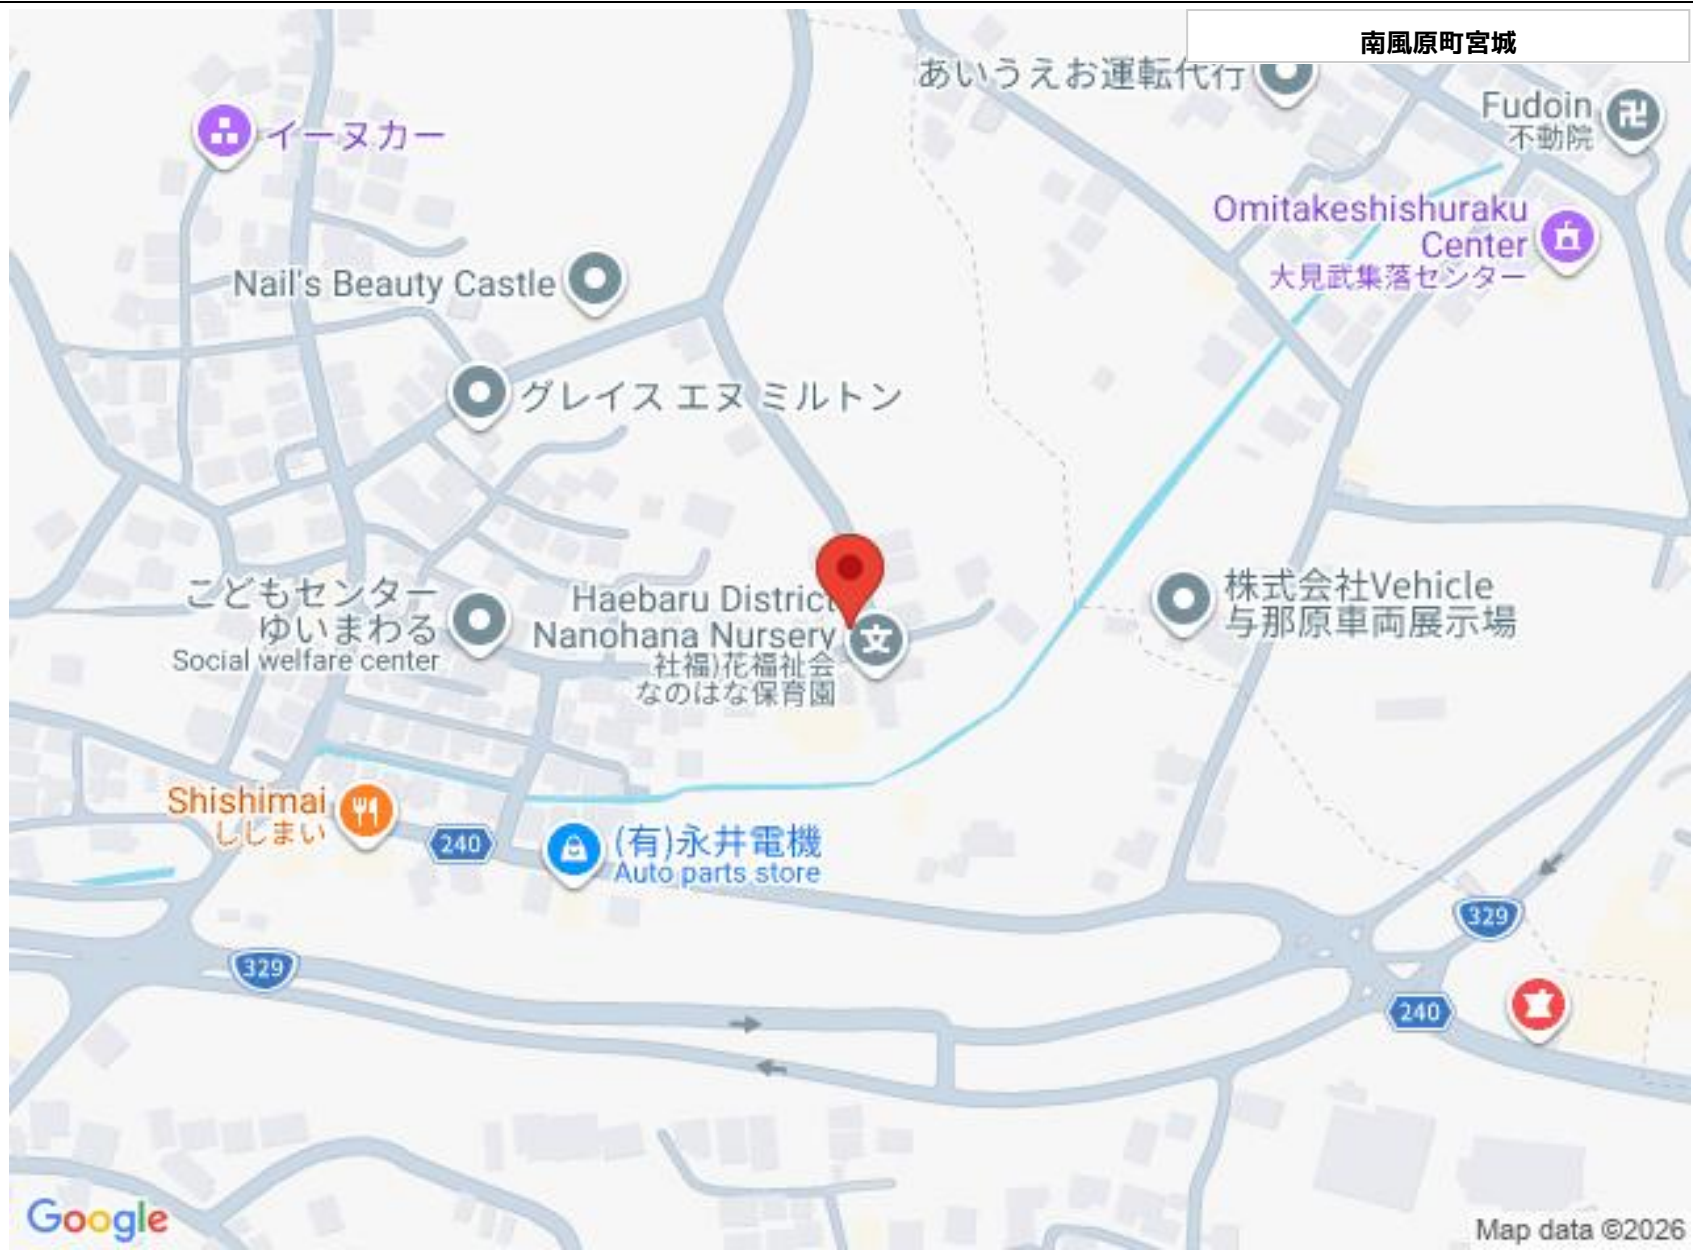 南風原町宮城
あいうえお運転代行
Fudoin
不動院
イーヌカー
Omitakeshishuraku
Center
大見武集落センター
Nail's Beauty Castle
グレイス エヌ ミルトン
こどもセンター
ゆいまわる
Social welfare center
Haebaru District
Nanohana Nursery
社福)花福祉会
なのはな保育園
文
株式会社Vehicle
与那原車両展示場
Shishimai
ししまい
240
(有)永井電機
Auto parts store
329
329
240
Google
Map data ©2026